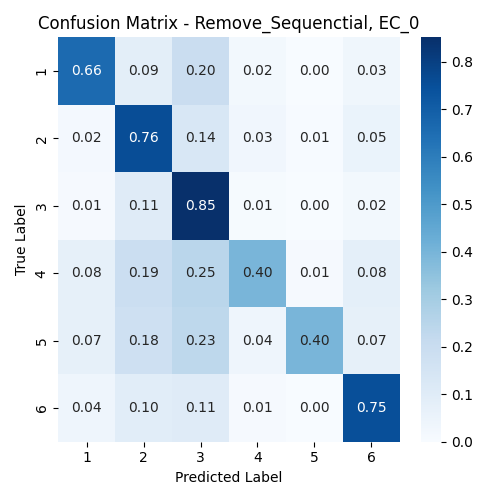 Confusion Matrix - Remove_Sequenctial, EC_0
1 0.66 0.09 0.20 0.02 0.00 0.03
2 0.02 0.76 0.14 0.03 0.01 0.05
3 0.01 0.11 0.85 0.01 0.00 0.02
4 0.08 0.19 0.25 0.40 0.01 0.08
5 0.07 0.18 0.23 0.04 0.40 0.07
6 0.04 0.10 0.11 0.01 0.00 0.75
1 2 3 4 5 6
Predicted Label
True Label
0.8
0.7
0.6
0.5
0.4
0.3
0.2
0.1
0.0